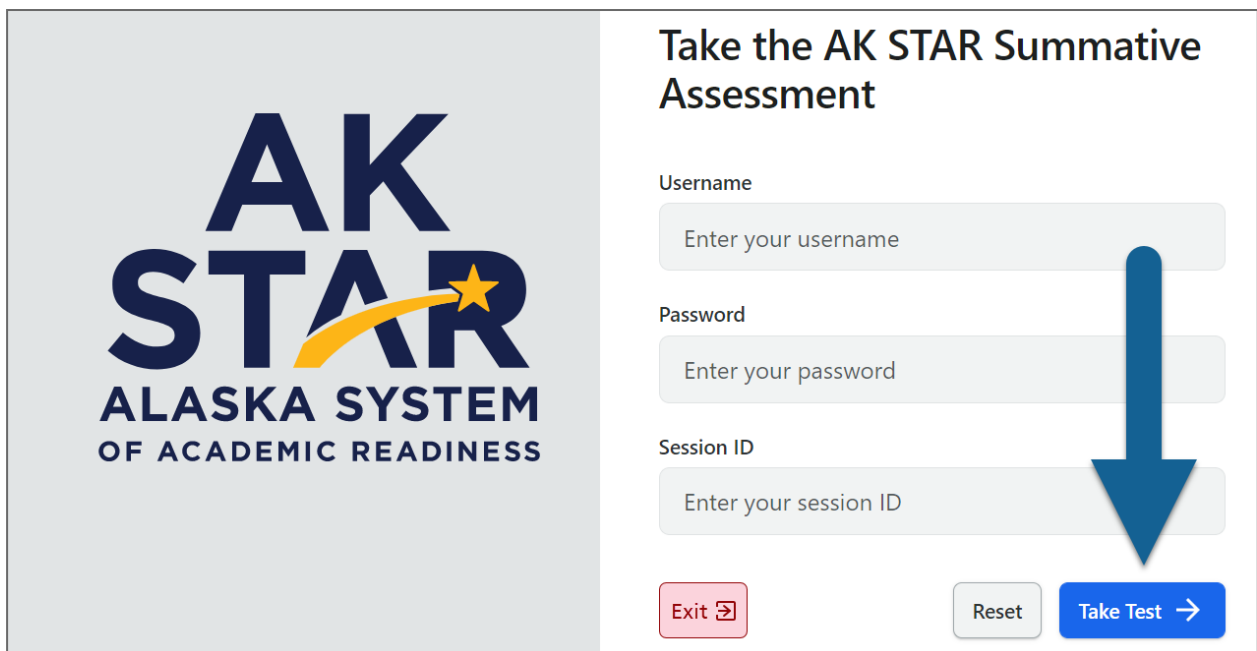 AK
STAR
ALASKA SYSTEM
OF ACADEMIC READINESS
Take the AK STAR Summative
Assessment
Username
Enter your username
Password
Enter your password
Session ID
Enter your session ID
Exit
Reset
Take Test